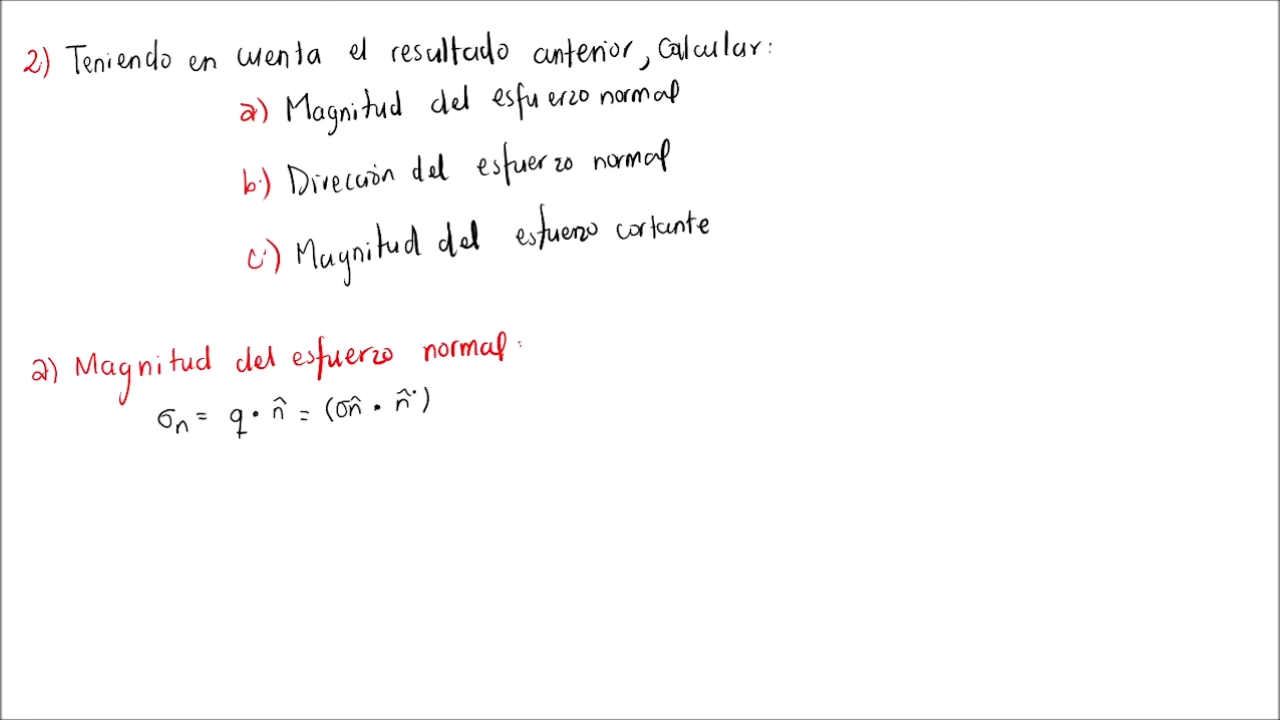 2) Teniendo en cuenta el resultado anterior, calcular:
a) Magnitud del esfuerzo normal
b.) Dirección del esfuerzo normal
c.) Magnitud del esfuerzo cortante
a) Magnitud del esfuerzo normal:
σn = q · n̂ = (σn̂ · n̂)